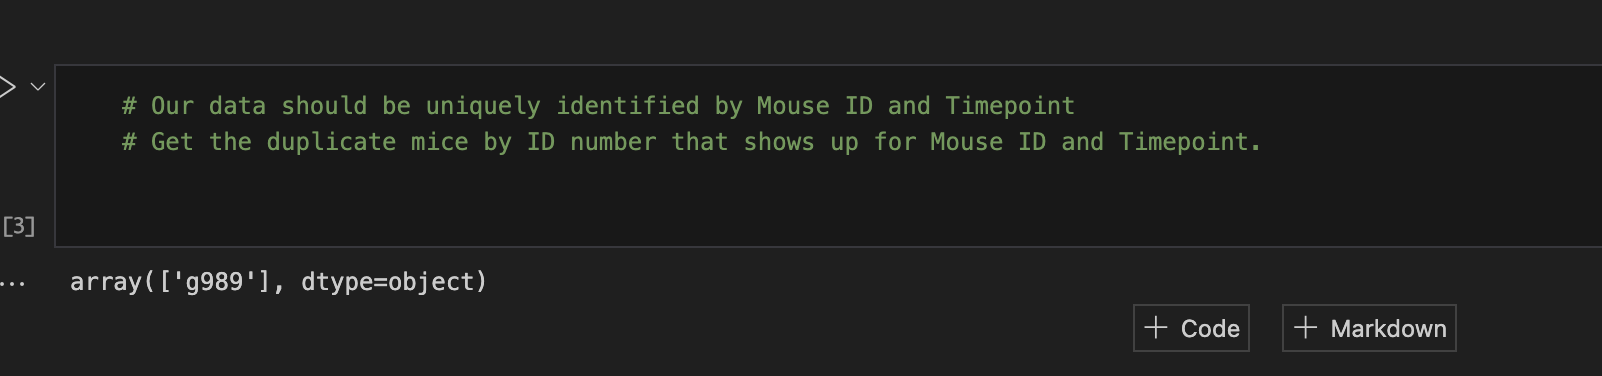 # Our data should be uniquely identified by Mouse ID and Timepoint
# Get the duplicate mice by ID number that shows up for Mouse ID and Timepoint.
[3]
... array(['g989'], dtype=object)
+ Code + Markdown